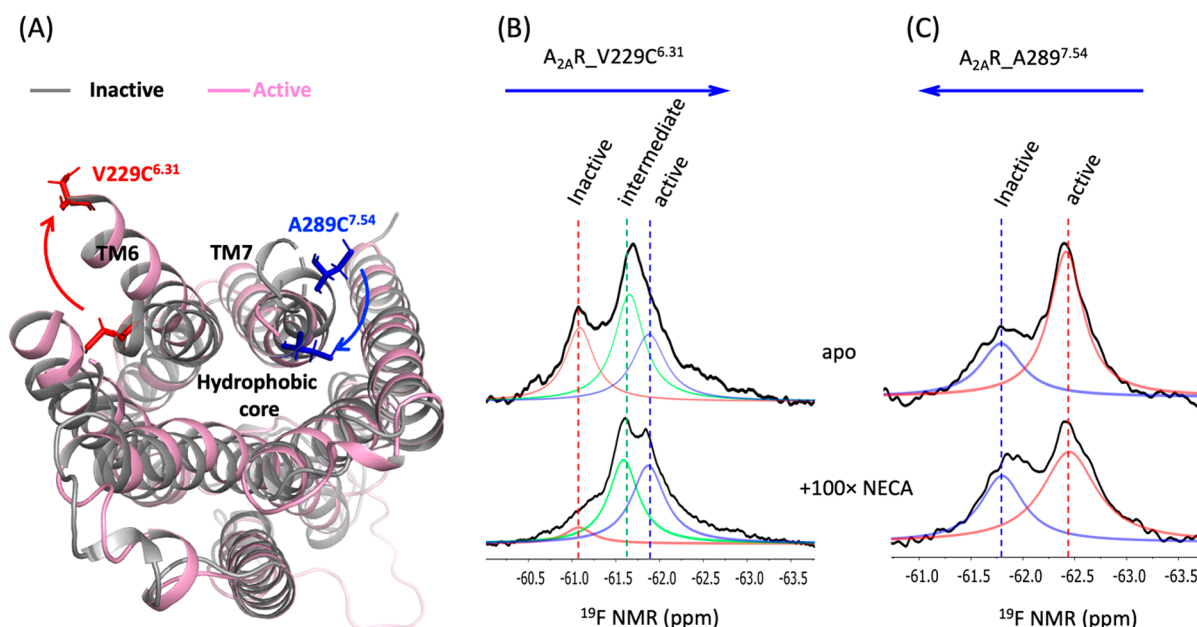 (A)
Inactive Active
V229C6.31
A289C7.54
TM6 TM7
Hydrophobic
core
(B)
A2AR_V229C6.31
Inactive
intermediate
active
-60.5 -61.0 -61.5 -62.0 -62.5 -63.0 -63.5
19F NMR (ppm)
apo
+100× NECA
(C)
A2AR_A2897.54
Inactive
active
-61.0 -61.5 -62.0 -62.5 -63.0 -63.5
19F NMR (ppm)